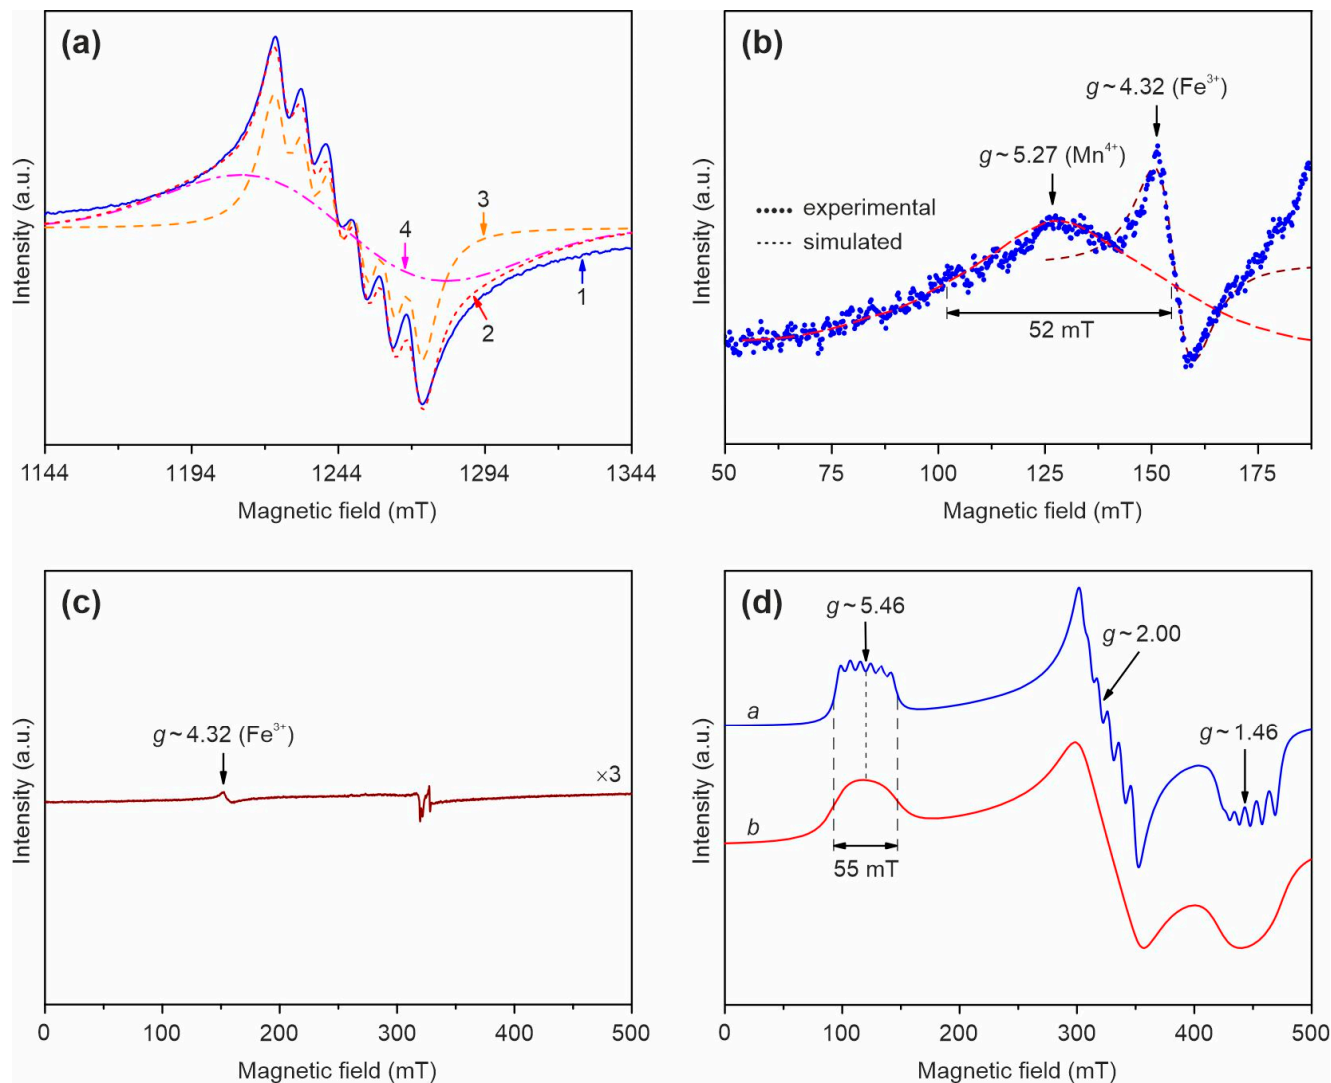 (a)
3
4
1
2
Intensity (a.u.)
1144 1194 1244 1294 1344
Magnetic field (mT)
(b)
g ~ 4.32 (Fe³⁺)
g ~ 5.27 (Mn⁴⁺)
experimental
simulated
52 mT
Intensity (a.u.)
50 75 100 125 150 175
Magnetic field (mT)
(c)
g ~ 4.32 (Fe³⁺)
×3
Intensity (a.u.)
0 100 200 300 400 500
Magnetic field (mT)
(d)
g ~ 5.46
g ~ 2.00
a
g ~ 1.46
b
55 mT
Intensity (a.u.)
0 100 200 300 400 500
Magnetic field (mT)